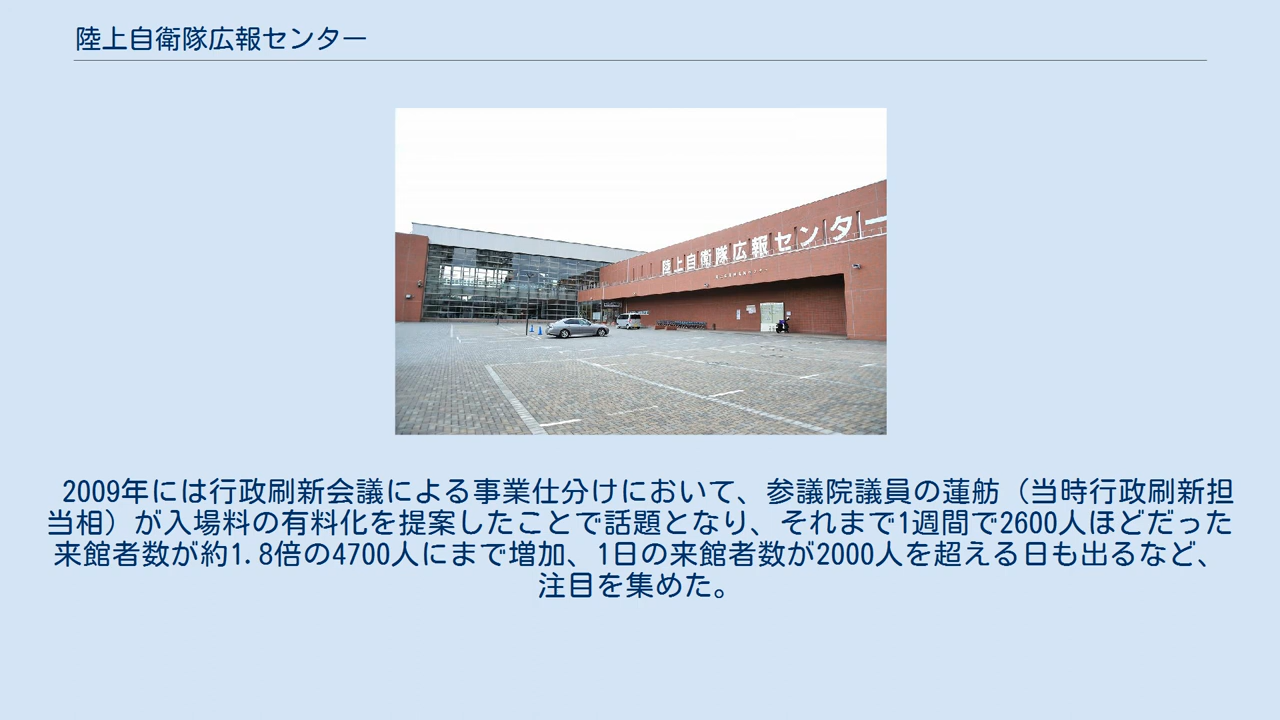 陸上自衛隊広報センター
陸上自衛隊広報センター
2009年には行政刷新会議による事業仕分けにおいて、参議院議員の蓮舫（当時行政刷新担
当相）が入場料の有料化を提案したことで話題となり、それまで1週間で2600人ほどだった
来館者数が約1.8倍の4700人にまで増加、1日の来館者数が2000人を超える日も出るなど、
注目を集めた。